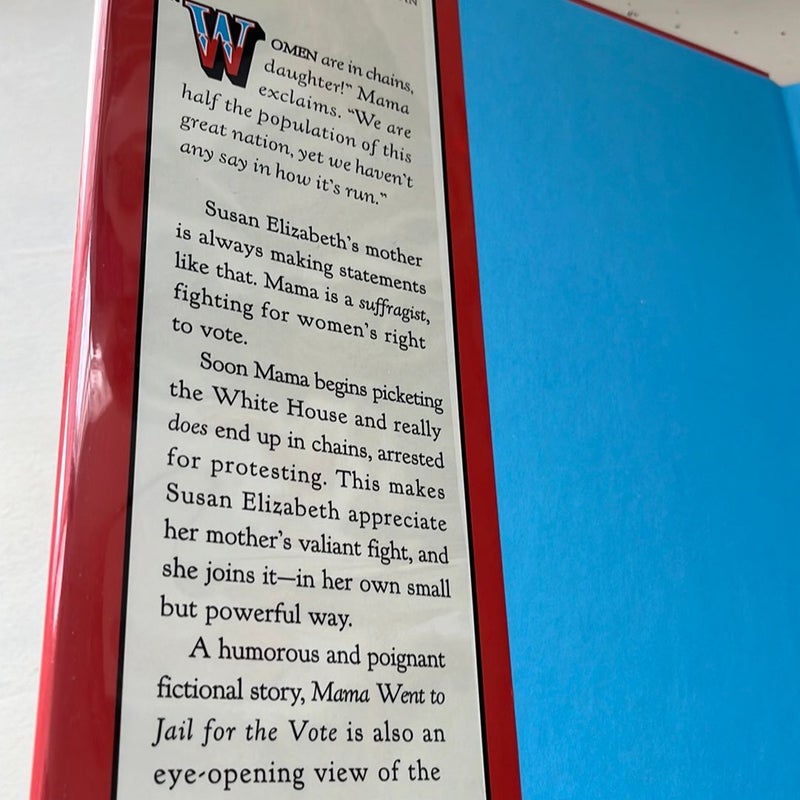 WOMEN are in chains,
daughter!" Mama
exclaims. "We are
half the population of this
great nation, yet we haven't
any say in how it's run."
Susan Elizabeth's mother
is always making statements
like that. Mama is a suffragist,
fighting for women's right
to vote.
Soon Mama begins picketing
the White House and really
does end up in chains, arrested
for protesting. This makes
Susan Elizabeth appreciate
her mother's valiant fight, and
she joins it—in her own small
but powerful way.
A humorous and poignant
fictional story, Mama Went to
Jail for the Vote is also an
eye-opening view of the